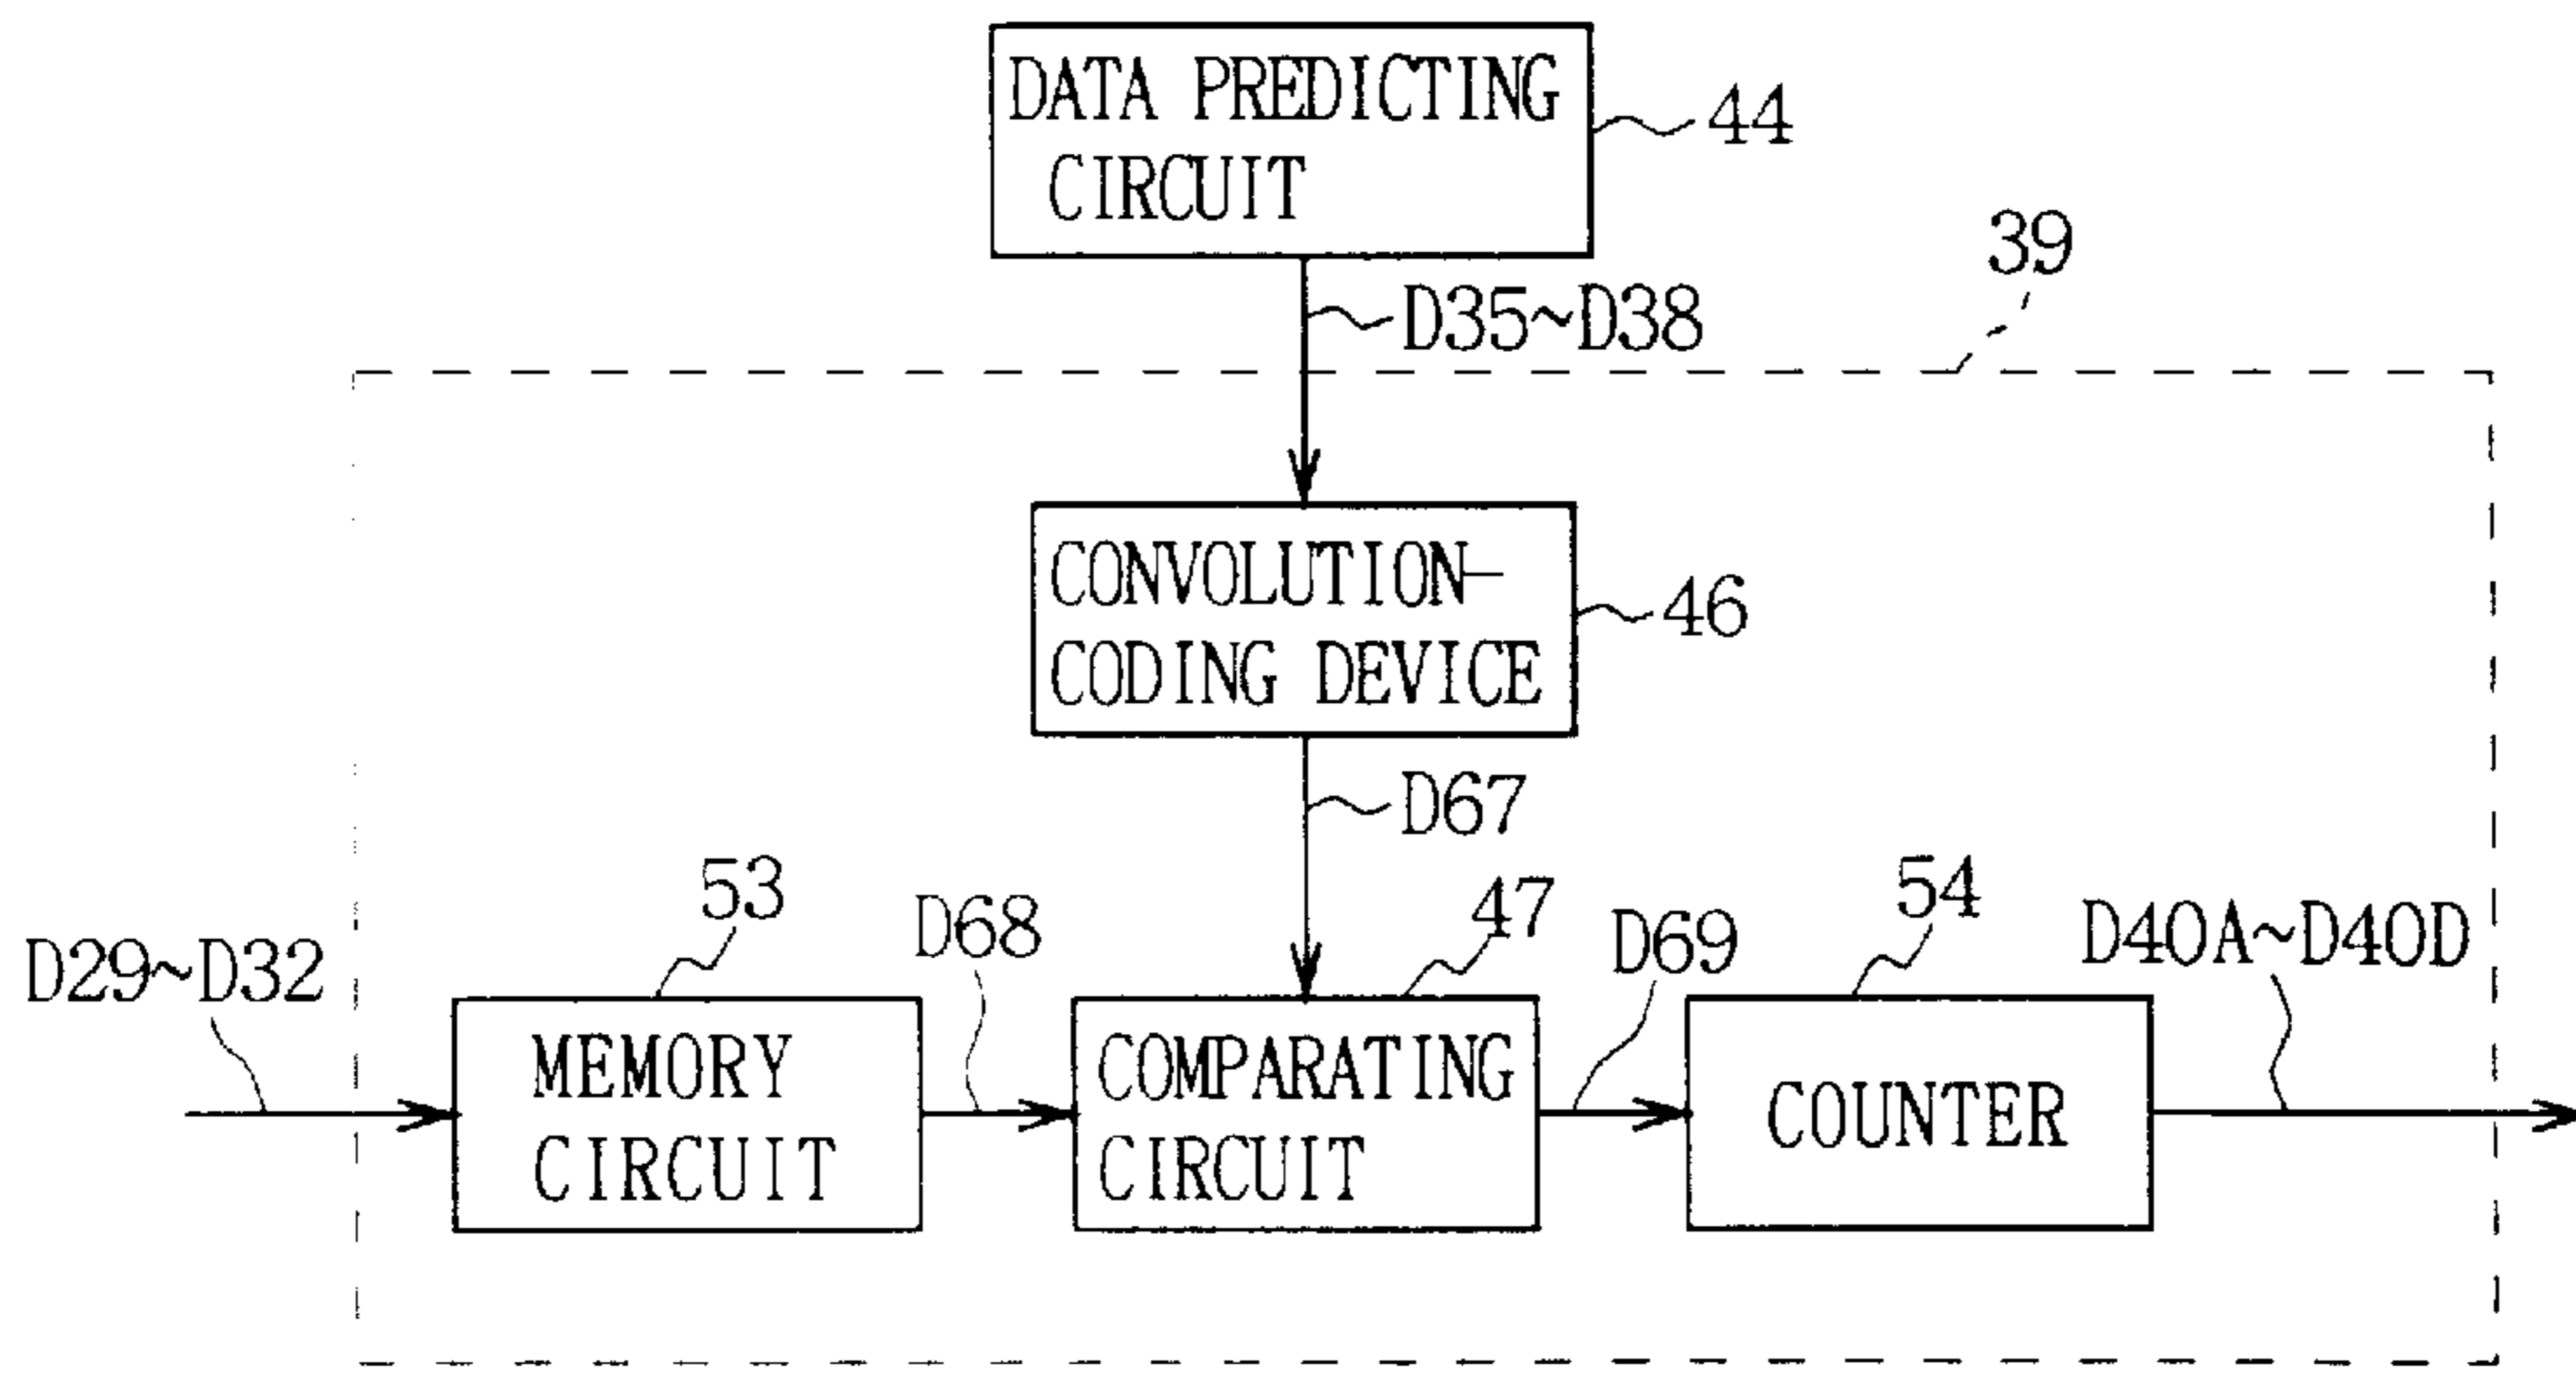 DATA PREDICTING
CIRCUIT
44
39
D35~D38
CONVOLUTION-
CODING DEVICE
46
D67
53
47
54
D29~D32
D68
D69
D40A~D40D
MEMORY
CIRCUIT
COMPARATING
CIRCUIT
COUNTER